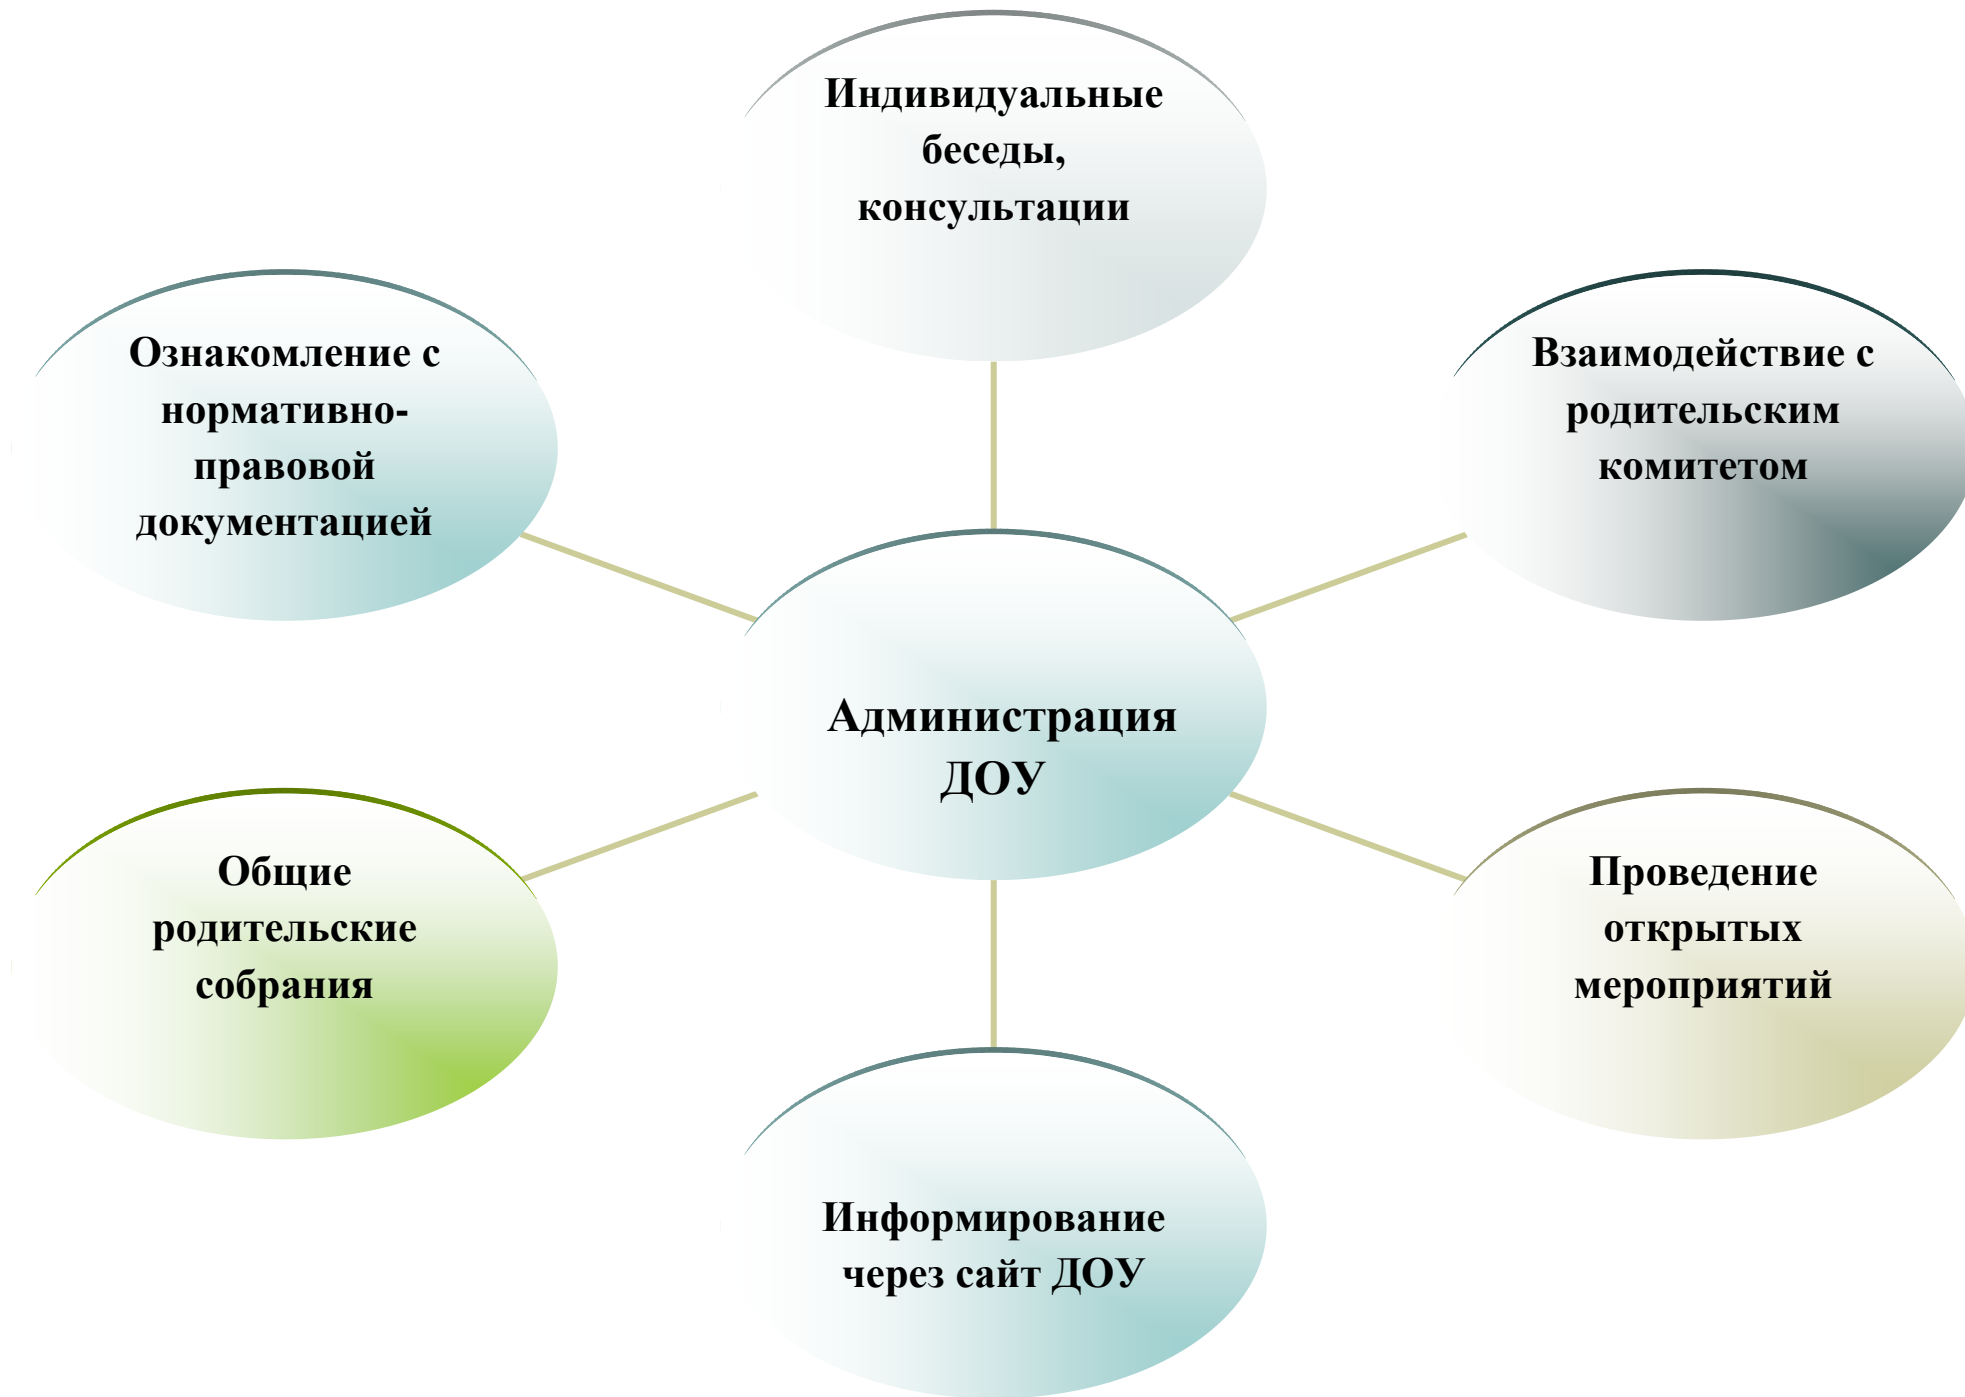 Индивидуальные
беседы,
консультации
Ознакомление с
нормативно-
правовой
документацией
Взаимодействие с
родительским
комитетом
Администрация
ДОУ
Общие
родительские
собрания
Проведение
открытых
мероприятий
Информирование
через сайт ДОУ